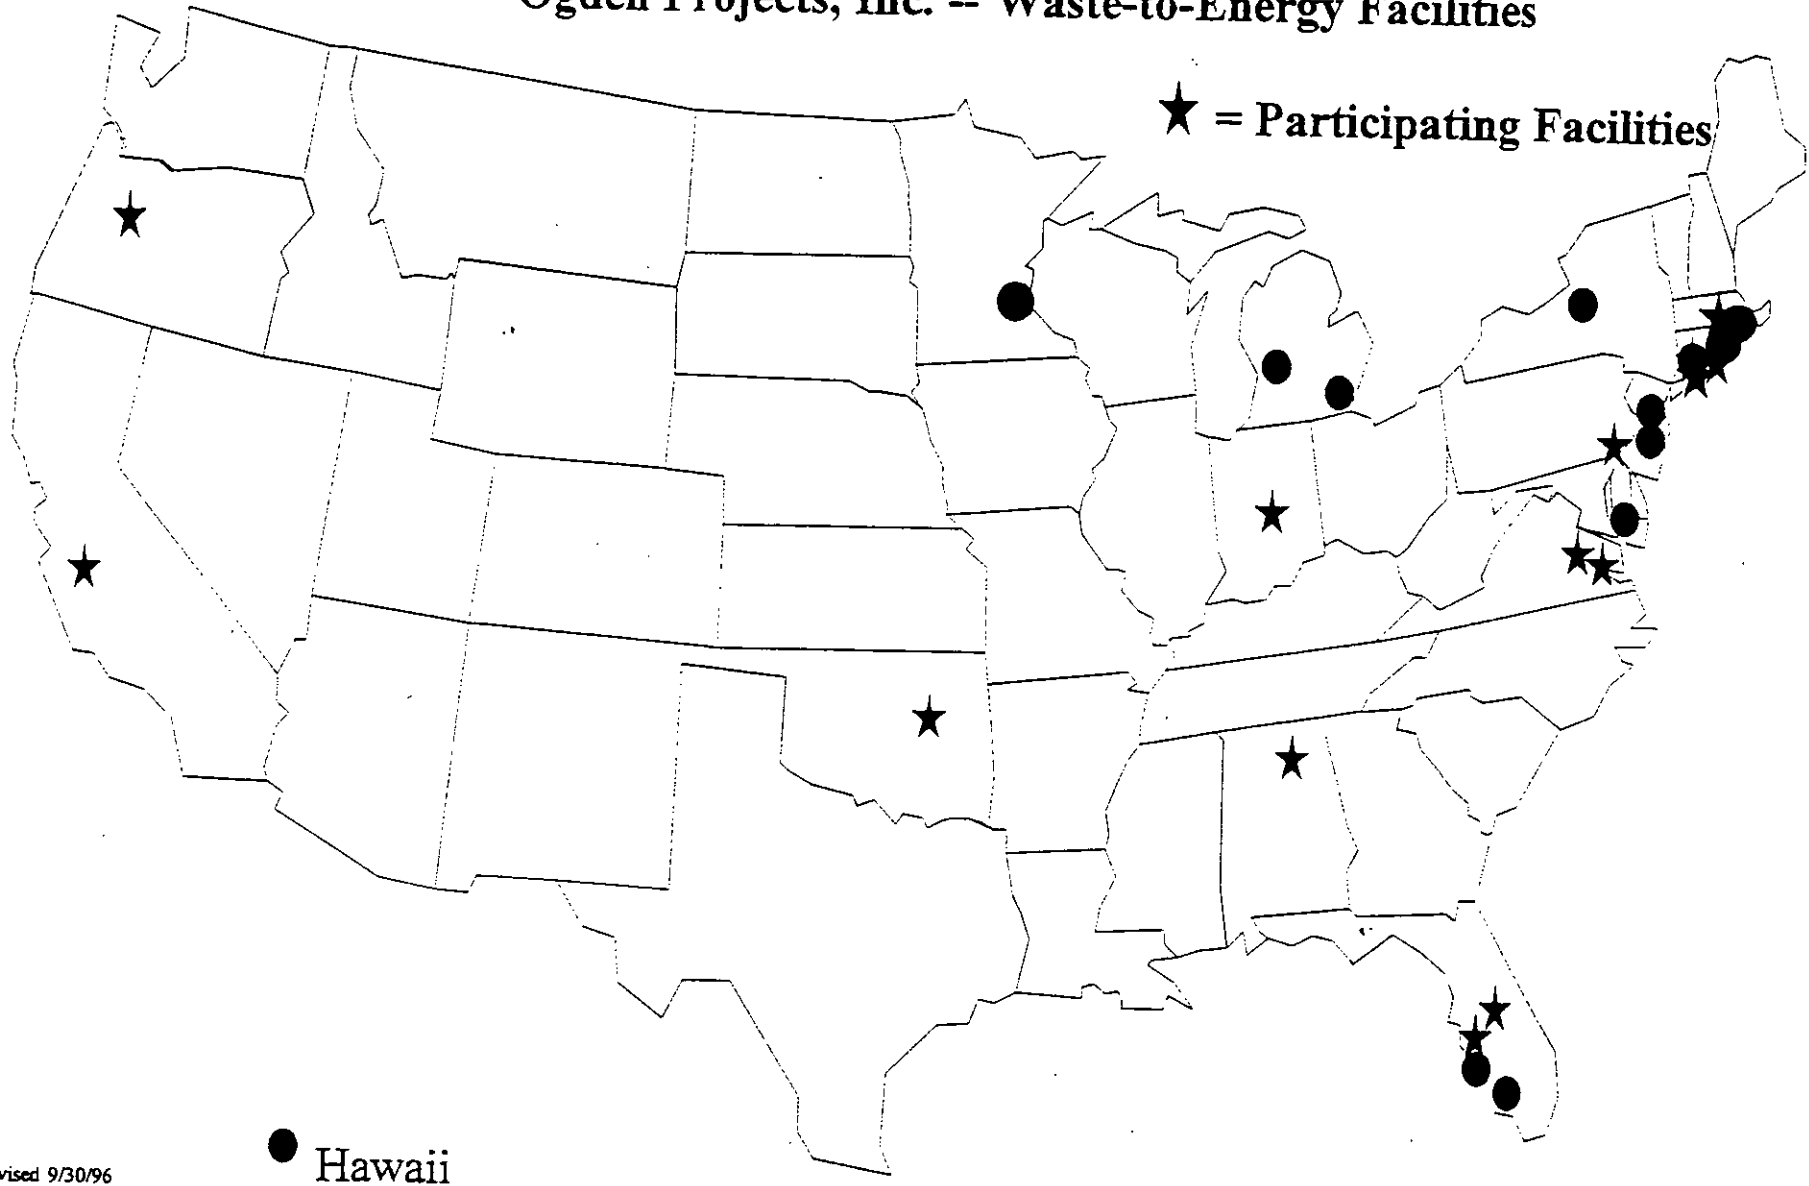 Ogden Projects, Inc. -- Waste-to-Energy Facilities
★ = Participating Facilities
Hawaii
vised 9/30/96